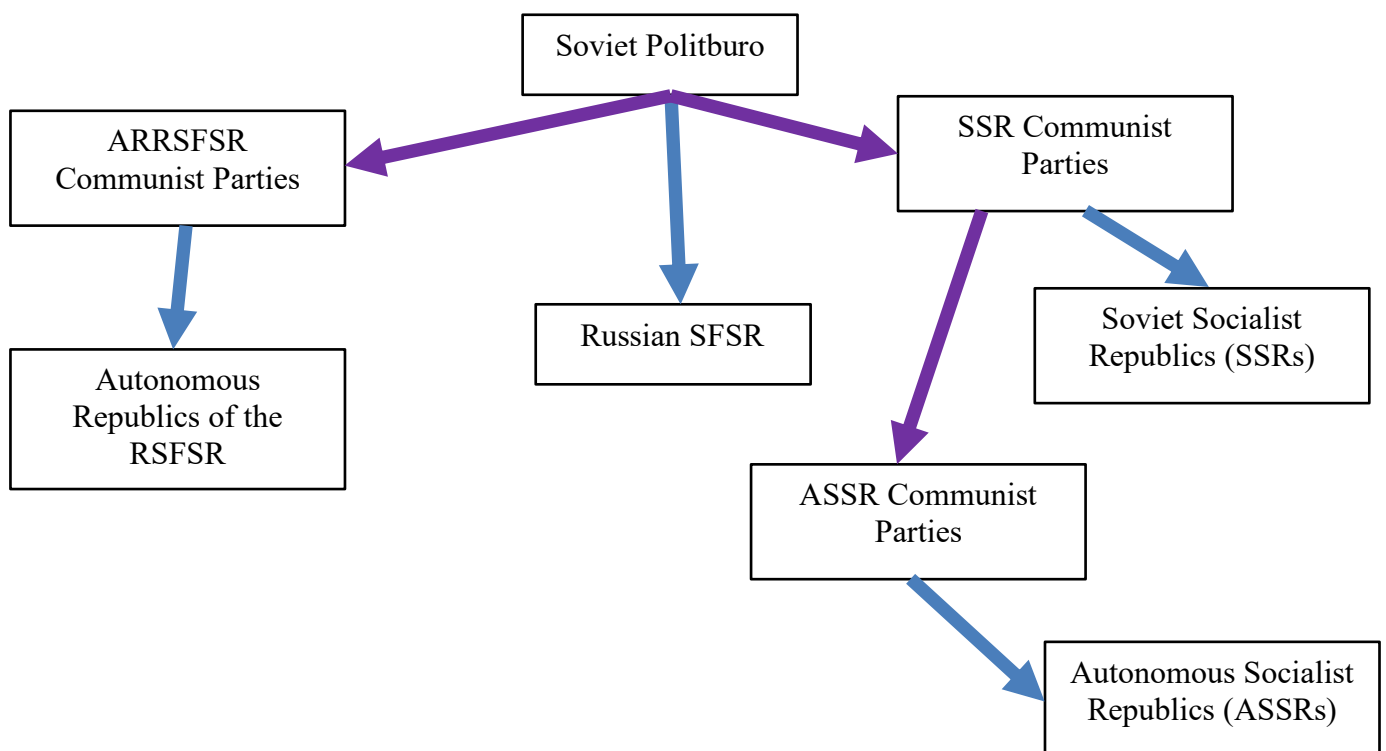 Soviet Politburo
ARRSFSR
Communist Parties
SSR Communist
Parties
Russian SFSR
Soviet Socialist
Republics (SSRs)
Autonomous
Republics of the
RSFSR
ASSR Communist
Parties
Autonomous Socialist
Republics (ASSRs)